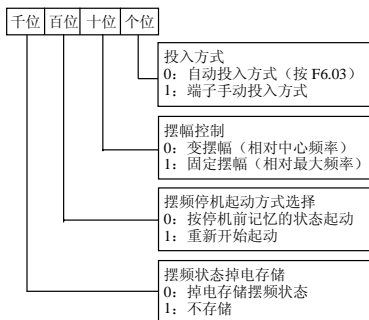 千位 百位 十位 个位
投入方式
0：自动投入方式（按 F6.03）
1：端子手动投入方式
摆幅控制
0：变摆幅（相对中心频率）
1：固定摆幅（相对最大频率）
摆频停机起动方式选择
0：按停机前记忆的状态起动
1：重新开始起动
摆频状态掉电存储
0：掉电存储摆频状态
1：不存储